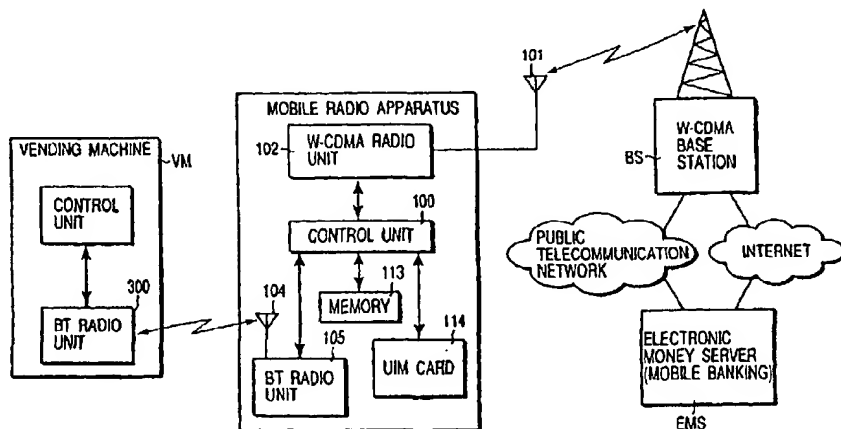 VENDING MACHINE
VM
CONTROL
UNIT
300
BT RADIO
UNIT
MOBILE RADIO APPARATUS
102
W-CDMA RADIO
UNIT
100
CONTROL UNIT
104
113
MEMORY
105
BT RADIO
UNIT
114
UIM CARD
101
BS
W-CDMA
BASE
STATION
PUBLIC
TELECOMMUNICATION
NETWORK
INTERNET
ELECTRONIC
MONEY SERVER
(MOBILE BANKING)
EMS